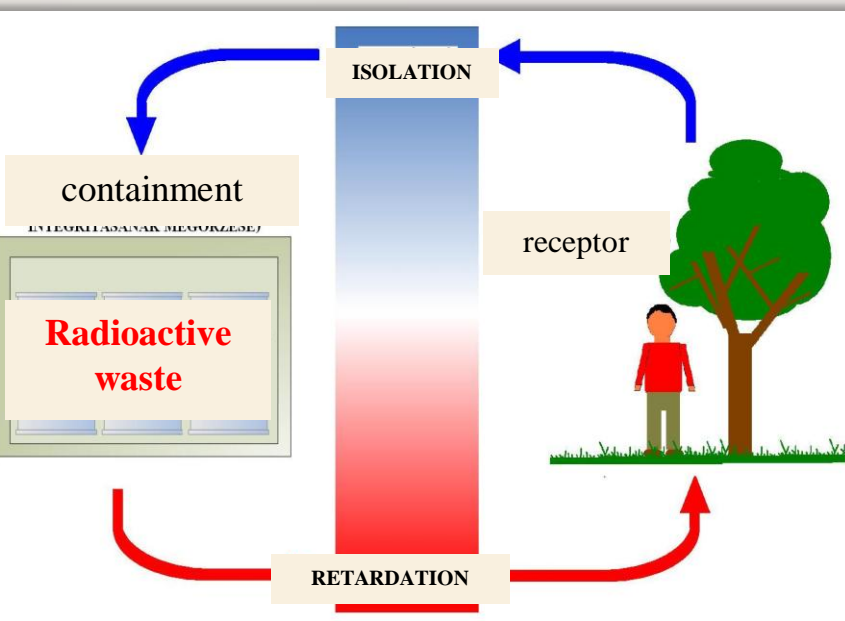 ISOLATION
containment
INTEGRITÁSÁNAK MEGŐRZÉSE)
receptor
Radioactive
waste
RETARDATION